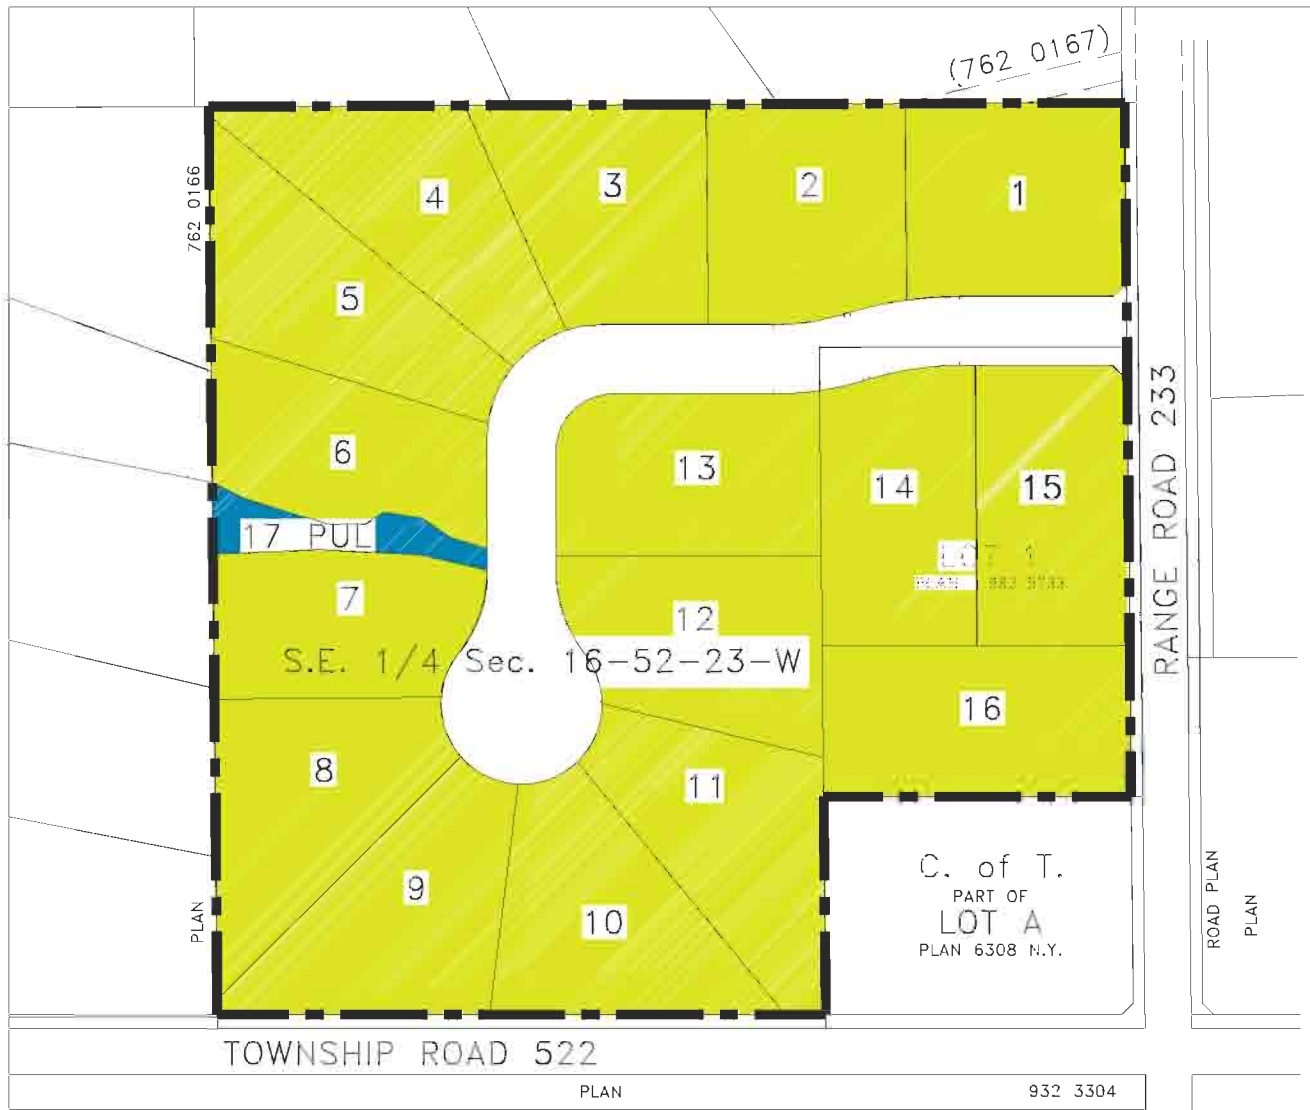 (762 0167)
1
2
3
4
762 0166
5
6
13
14
15
RANGE ROAD 233
17 PUL
LOT 1
PLAN
7
12
S.E. 1/4 Sec. 16-52-23-W
16
8
11
9
10
C. of T.
PART OF
LOT A
PLAN 6308 N.Y.
PLAN
ROAD PLAN
PLAN
TOWNSHIP ROAD 522
PLAN
932 3304